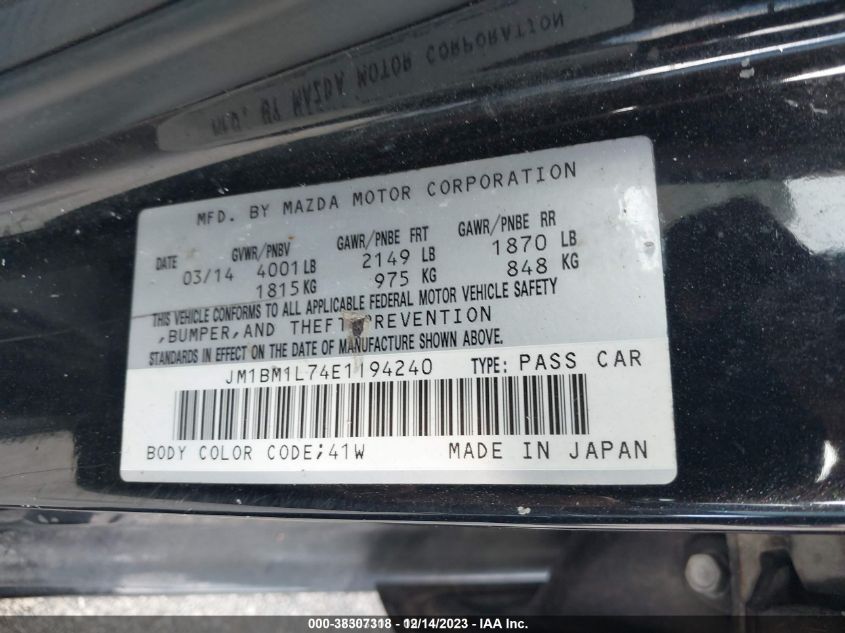 MFD. BY MAZDA MOTOR CORPORATION
MFD. BY MAZDA MOTOR CORPORATION
DATE GVWR/PNBV GAWR/PNBE FRT GAWR/PNBE RR
03/14 4001 LB 2149 LB 1870 LB
1815 KG 975 KG 848 KG
THIS VEHICLE CONFORMS TO ALL APPLICABLE FEDERAL MOTOR VEHICLE SAFETY
,BUMPER,AND THEFT PREVENTION
STANDARDS IN EFFECT ON THE DATE OF MANUFACTURE SHOWN ABOVE.
JM1BM1L74E1194240 TYPE: PASS CAR
BODY COLOR CODE;41W MADE IN JAPAN
000-38307318 - 12/14/2023 - IAA Inc.